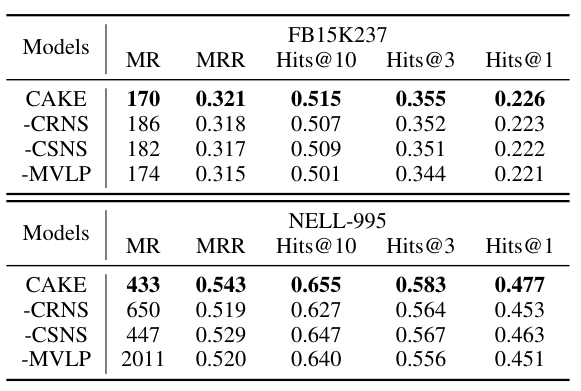 FB15K237
Models MR MRR Hits@10 Hits@3 Hits@1
CAKE 170 0.321 0.515 0.355 0.226
-CRNS 186 0.318 0.507 0.352 0.223
-CSNS 182 0.317 0.509 0.351 0.222
-MVLP 174 0.315 0.501 0.344 0.221
NELL-995
Models MR MRR Hits@10 Hits@3 Hits@1
CAKE 433 0.543 0.655 0.583 0.477
-CRNS 650 0.519 0.627 0.564 0.453
-CSNS 447 0.529 0.647 0.567 0.463
-MVLP 2011 0.520 0.640 0.556 0.451